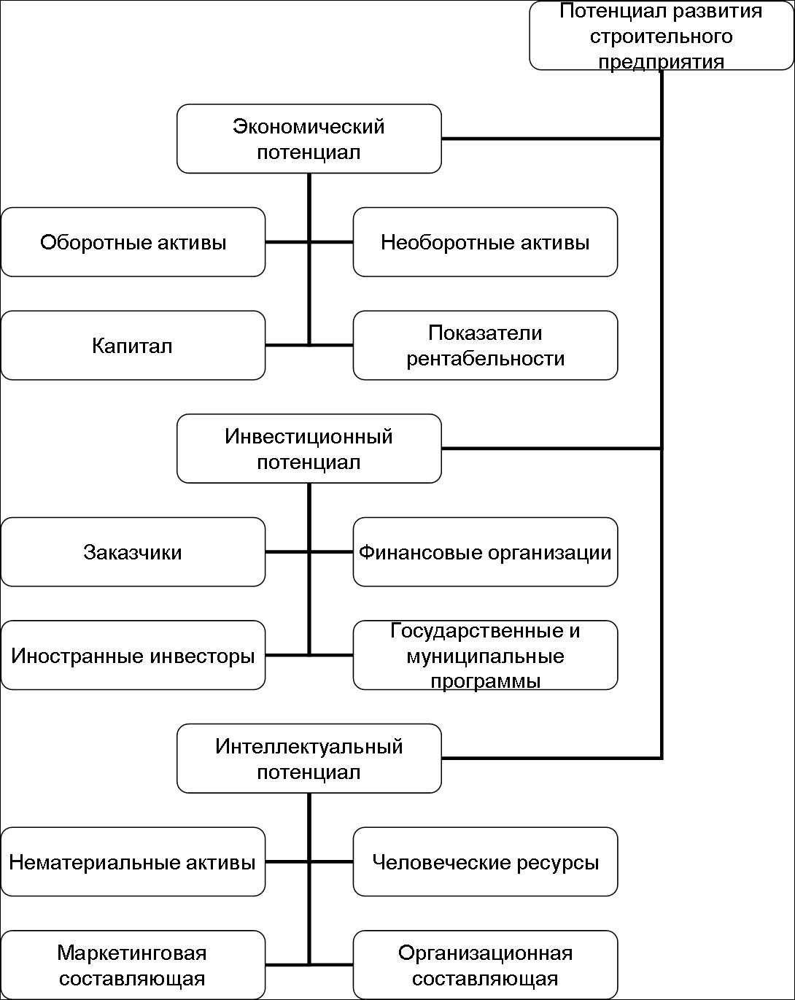 Потенциал развития
строительного
предприятия
Экономический
потенциал
Оборотные активы
Необоротные активы
Капитал
Показатели
рентабельности
Инвестиционный
потенциал
Заказчики
Финансовые организации
Иностранные инвесторы
Государственные и
муниципальные
программы
Интеллектуальный
потенциал
Нематериальные активы
Человеческие ресурсы
Маркетинговая
составляющая
Организационная
составляющая